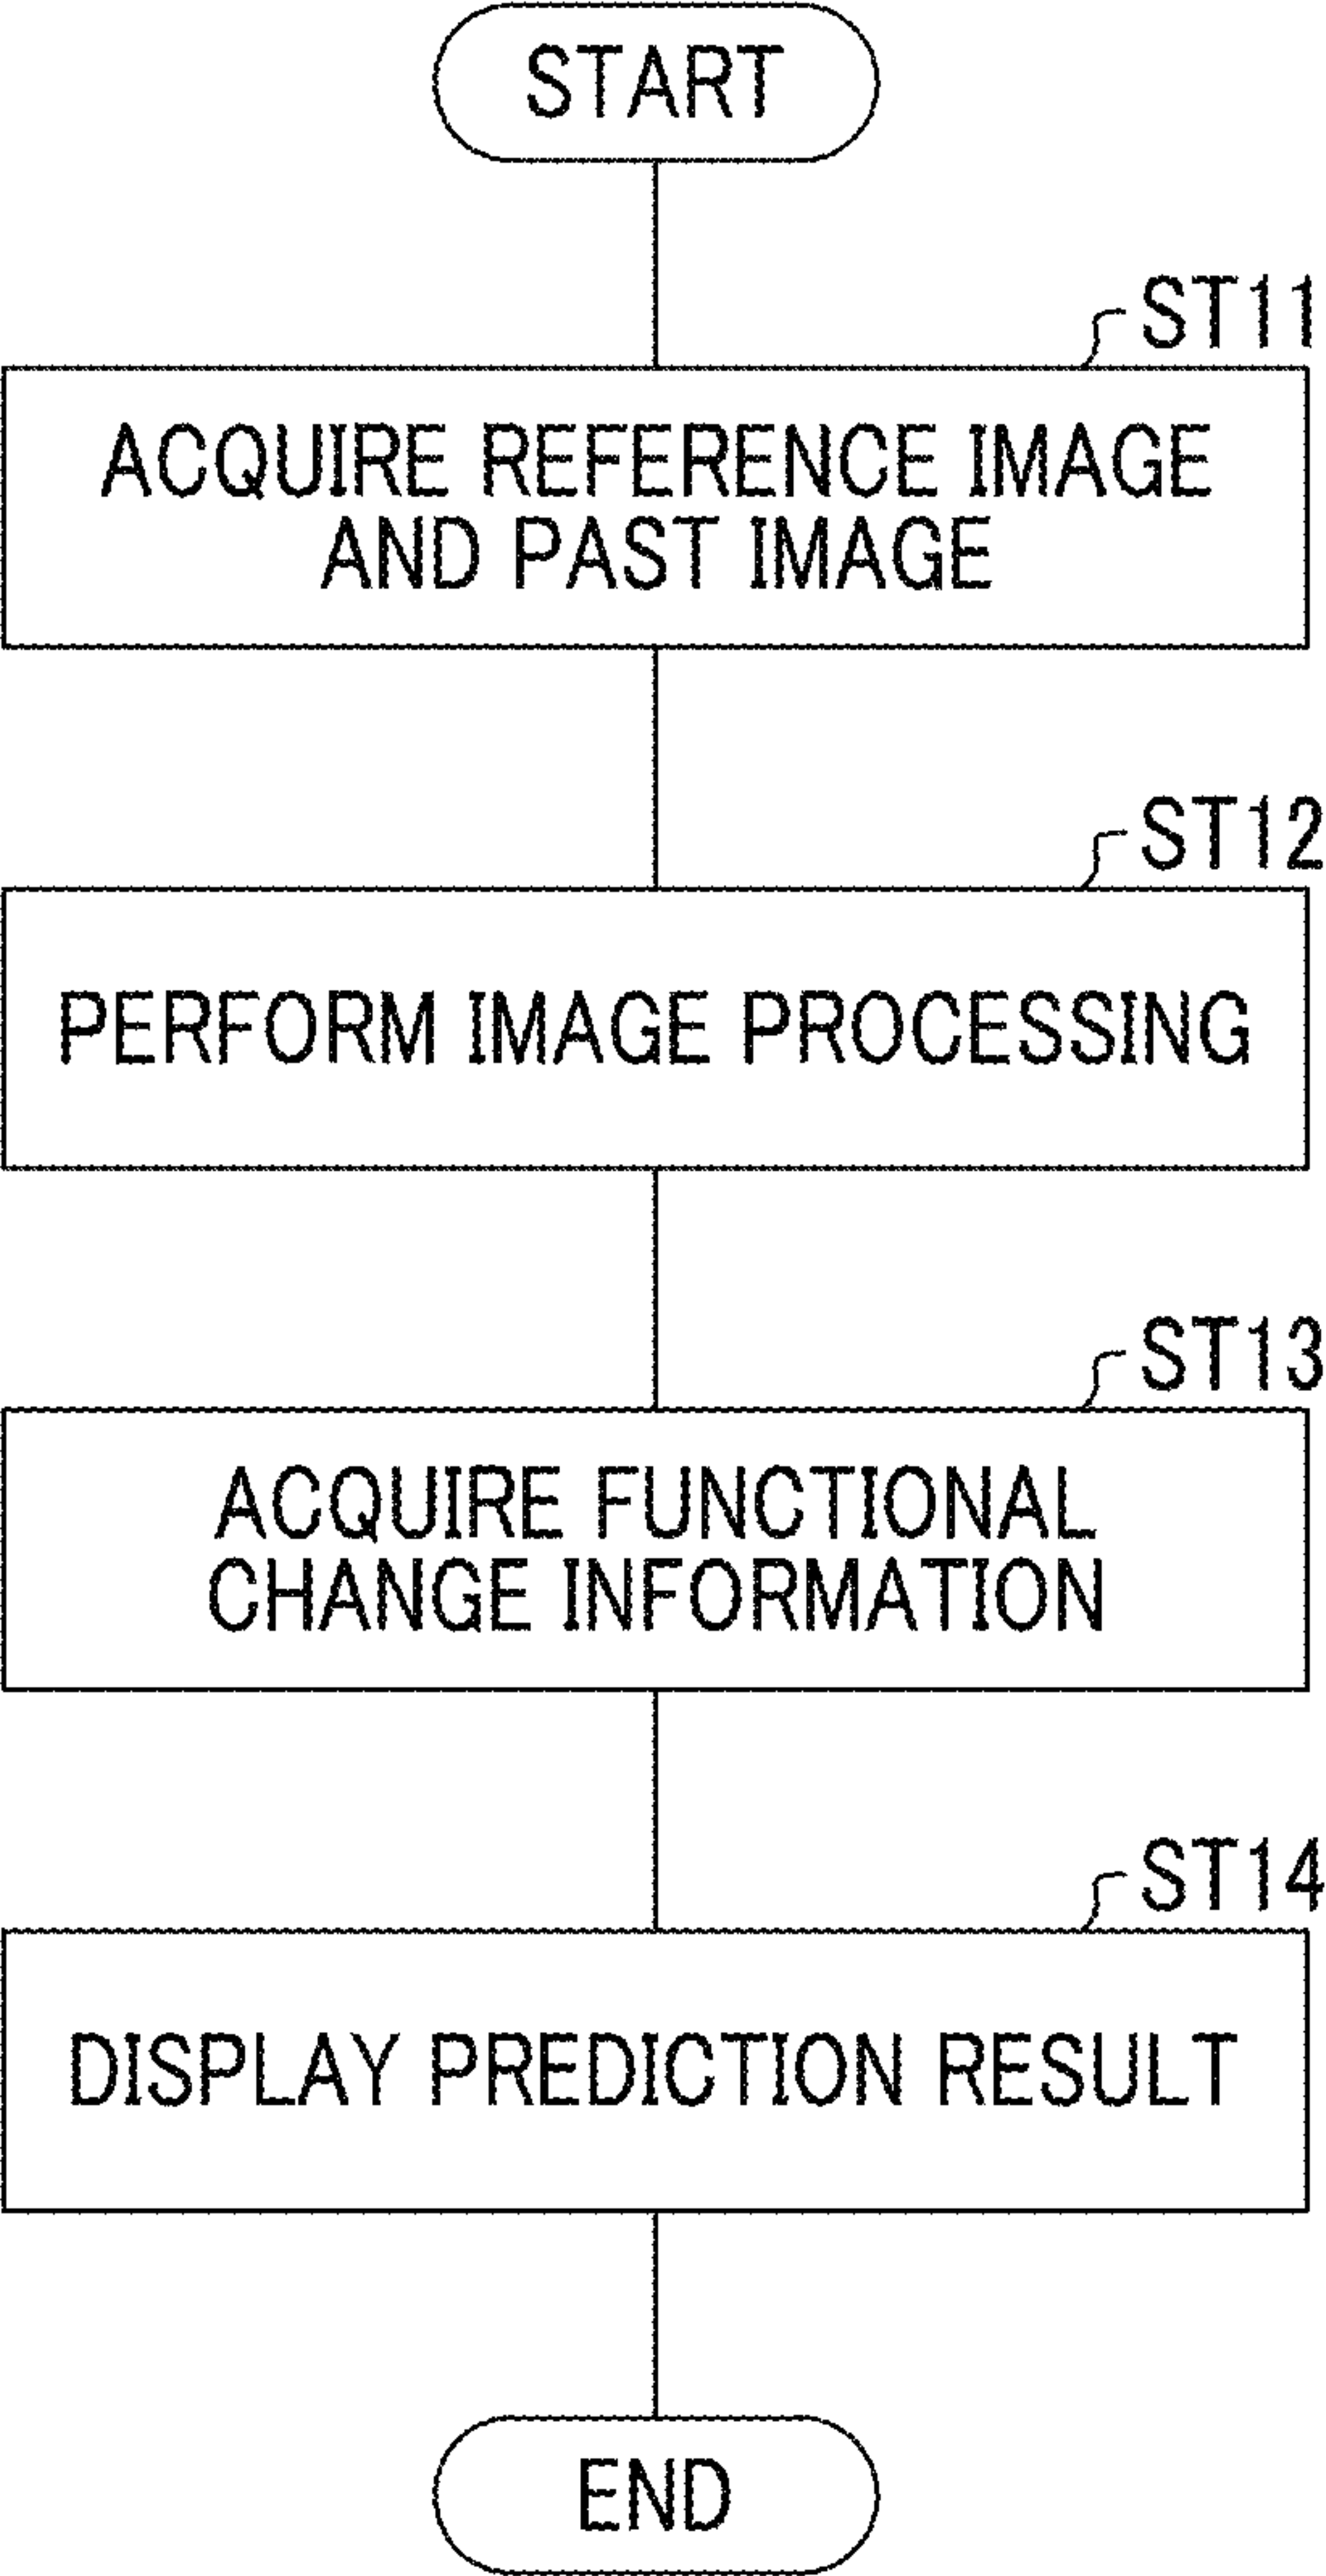 START
ST11
ACQUIRE REFERENCE IMAGE
AND PAST IMAGE
ST12
PERFORM IMAGE PROCESSING
ST13
ACQUIRE FUNCTIONAL
CHANGE INFORMATION
ST14
DISPLAY PREDICTION RESULT
END